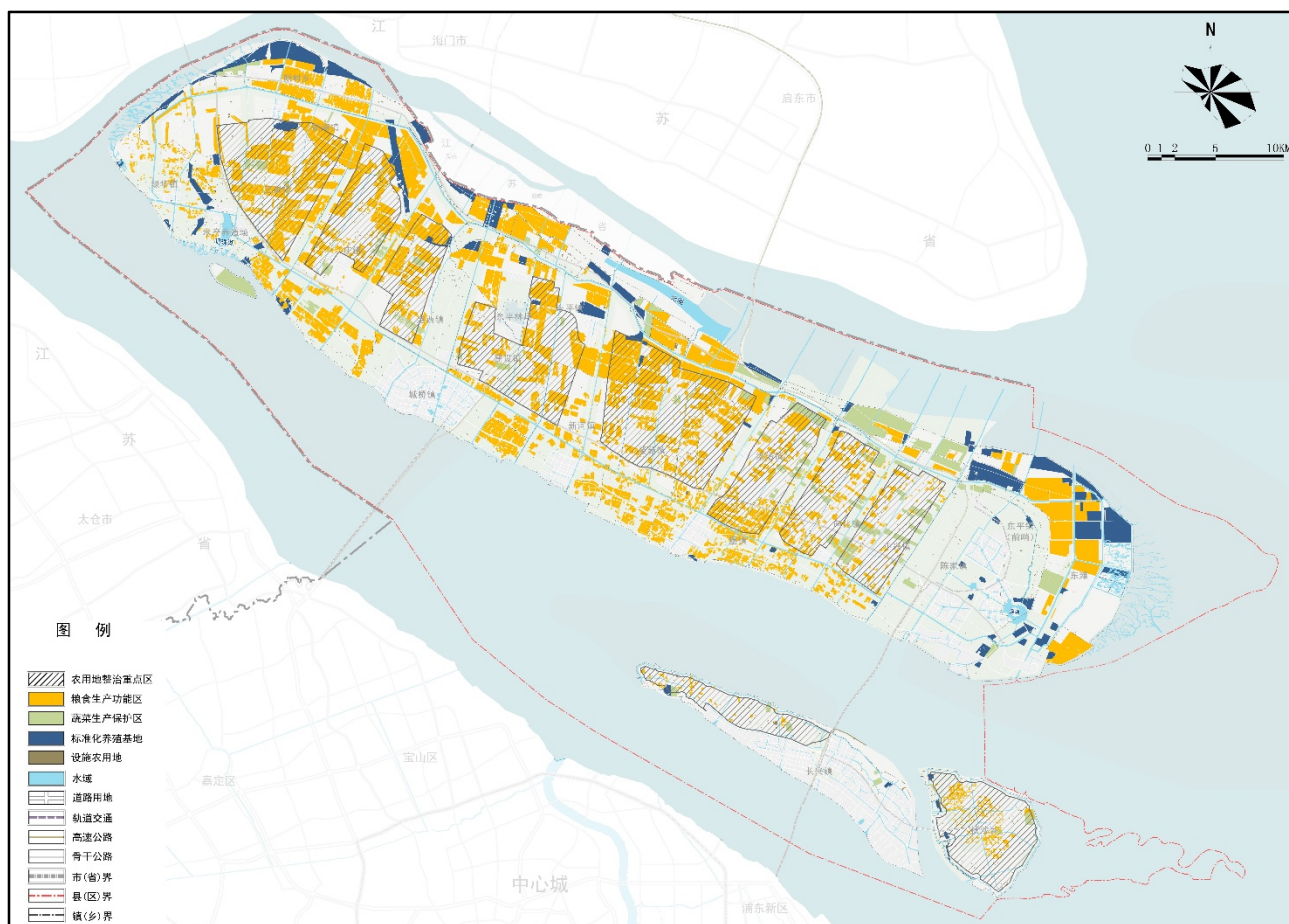 江
海门市
N
启东市
苏
江
苏
省
0 1 2 5 10KM
省
江
城桥镇
新河镇
苏
太仓市
省
东平镇
(前哨)
陈家镇
东滩
图 例
农用地整治重点区
粮食生产功能区
蔬菜生产保护区
标准化养殖基地
设施农用地
水域
道路用地
轨道交通
高速公路
骨干公路
市(省)界
县(区)界
镇(乡)界
宝山区
嘉定区
长兴镇
中心城
浦东新区